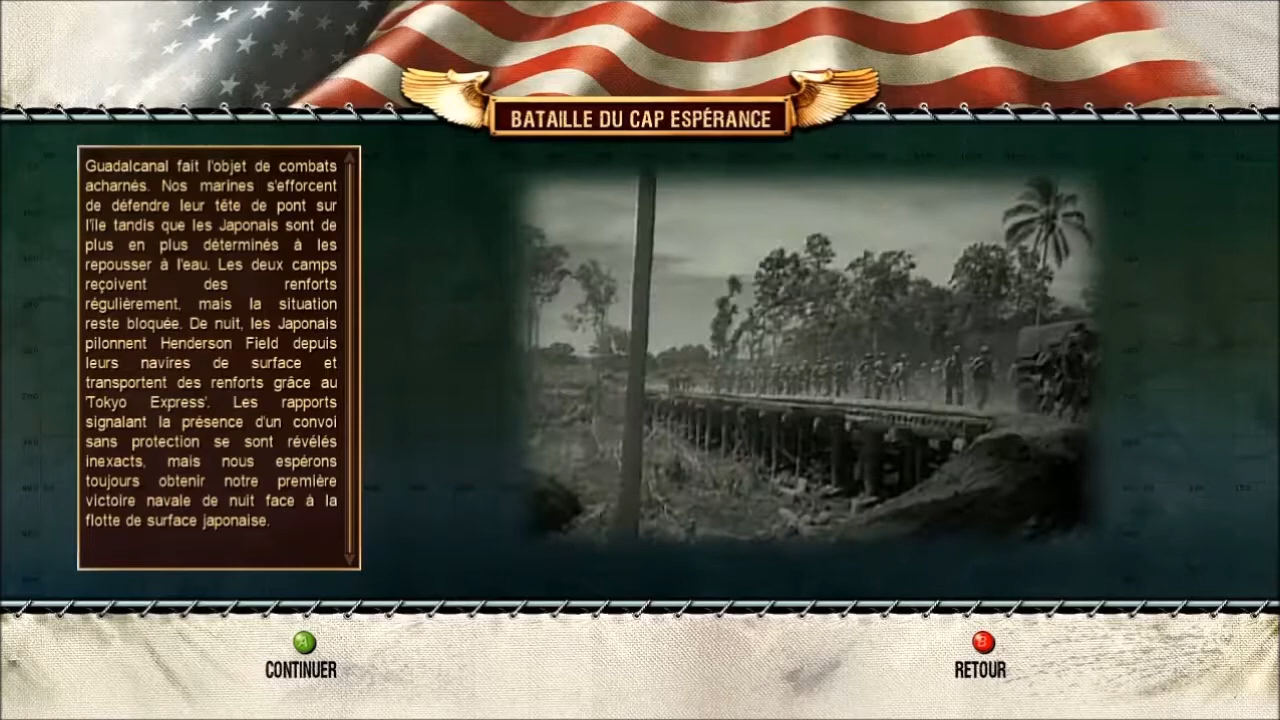 BATAILLE DU CAP ESPÉRANCE
Guadalcanal fait l'objet de combats
acharnés. Nos marines s'efforcent
de défendre leur tête de pont sur
l'île tandis que les Japonais sont de
plus en plus déterminés à les
repousser à l'eau. Les deux camps
reçoivent des renforts
régulièrement, mais la situation
reste bloquée. De nuit, les Japonais
pilonnent Henderson Field depuis
leurs navires de surface et
transportent des renforts grâce au
'Tokyo Express'. Les rapports
signalant la présence d'un convoi
sans protection se sont révélés
inexacts, mais nous espérons
toujours obtenir notre première
victoire navale de nuit face à la
flotte de surface japonaise.
A
CONTINUER
B
RETOUR